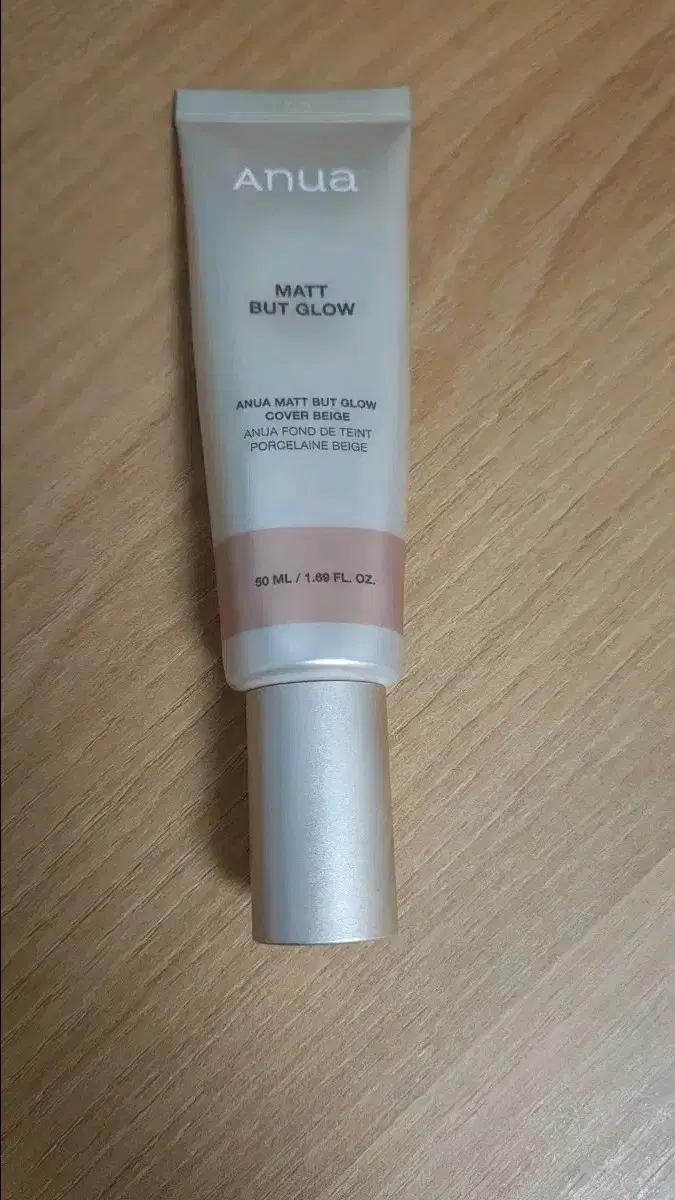 Anua
MATT
BUT GLOW
ANUA MATT BUT GLOW
COVER BEIGE
ANUA FOND DE TEINT
PORCELAINE BEIGE
50 ML / 1.69 FL. OZ.